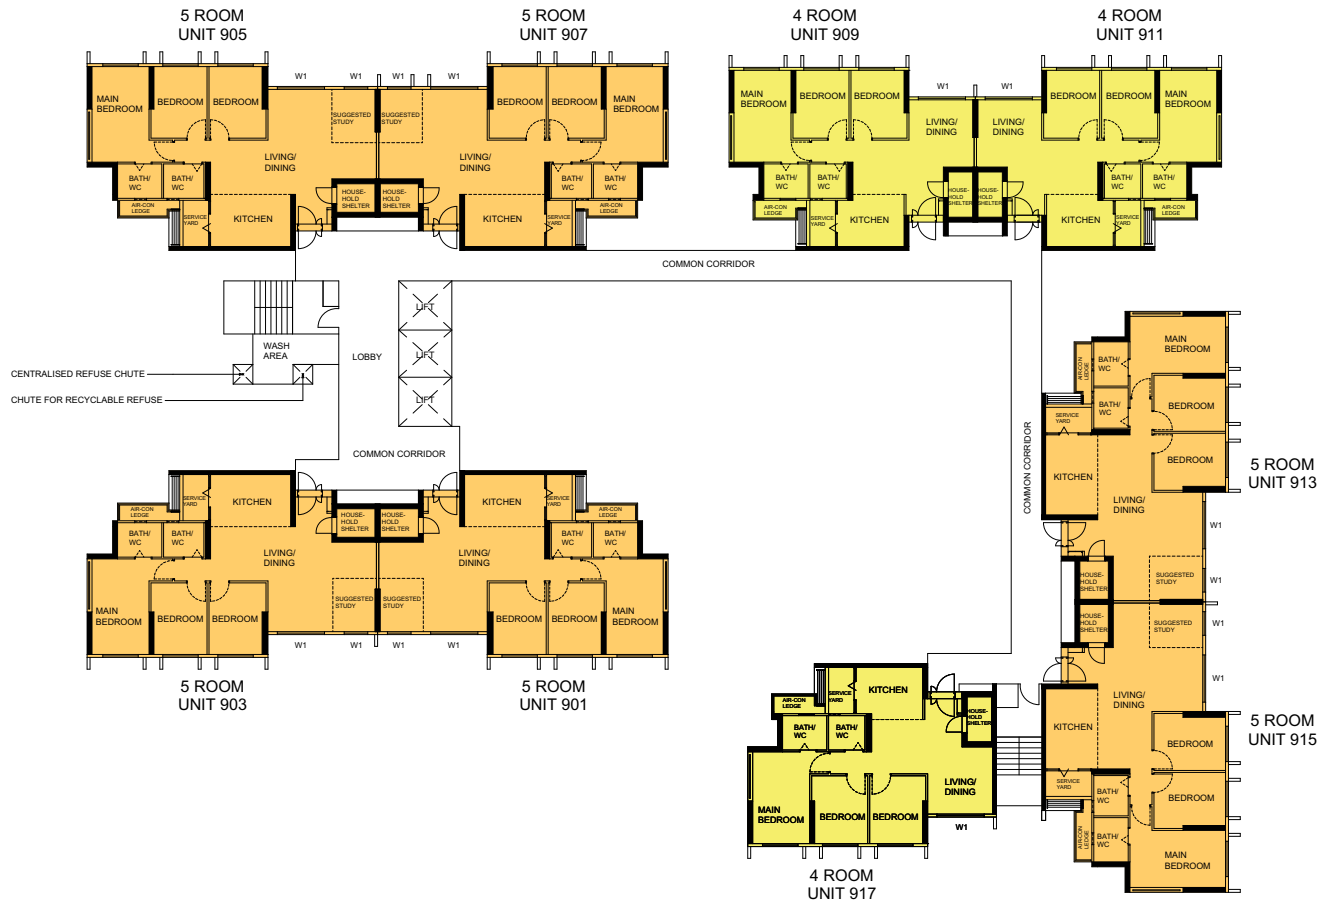 5 ROOM
UNIT 905
5 ROOM
UNIT 907
4 ROOM
UNIT 909
4 ROOM
UNIT 911
W1
W1
W1
W1
MAIN
BEDROOM
BEDROOM
BEDROOM
SUGGESTED
STUDY
SUGGESTED
STUDY
BEDROOM
BEDROOM
MAIN
BEDROOM
LIVING/
DINING
LIVING/
DINING
BATH/
WC
BATH/
WC
BATH/
WC
BATH/
WC
AIR-CON
LEDGE
SERVICE
YARD
KITCHEN
HOUSE-
HOLD
SHELTER
HOUSE-
HOLD
SHELTER
KITCHEN
SERVICE
YARD
AIR-CON
LEDGE
W1
W1
MAIN
BEDROOM
BEDROOM
BEDROOM
LIVING/
DINING
LIVING/
DINING
BEDROOM
BEDROOM
MAIN
BEDROOM
BATH/
WC
BATH/
WC
BATH/
WC
BATH/
WC
AIR-CON
LEDGE
SERVICE
YARD
KITCHEN
HOUSE-
HOLD
SHELTER
HOUSE-
HOLD
SHELTER
KITCHEN
SERVICE
YARD
AIR-CON
LEDGE
COMMON CORRIDOR
LIFT
LIFT
LIFT
WASH
AREA
LOBBY
CENTRALISED REFUSE CHUTE
CHUTE FOR RECYCLABLE REFUSE
COMMON CORRIDOR
COMMON CORRIDOR
MAIN
BEDROOM
BATH/
WC
AIR-CON
LEDGE
BEDROOM
BATH/
WC
SERVICE
YARD
BEDROOM
KITCHEN
5 ROOM
UNIT 913
LIVING/
DINING
W1
HOUSE-
HOLD
SHELTER
SUGGESTED
STUDY
W1
HOUSE-
HOLD
SHELTER
SUGGESTED
STUDY
W1
W1
LIVING/
DINING
KITCHEN
BEDROOM
5 ROOM
UNIT 915
SERVICE
YARD
BATH/
WC
BEDROOM
BATH/
WC
AIR-CON
LEDGE
MAIN
BEDROOM
AIR-CON
LEDGE
SERVICE
YARD
KITCHEN
HOUSE-
HOLD
SHELTER
HOUSE-
HOLD
SHELTER
KITCHEN
SERVICE
YARD
AIR-CON
LEDGE
BATH/
WC
BATH/
WC
BATH/
WC
BATH/
WC
LIVING/
DINING
LIVING/
DINING
MAIN
BEDROOM
BEDROOM
BEDROOM
SUGGESTED
STUDY
SUGGESTED
STUDY
BEDROOM
BEDROOM
MAIN
BEDROOM
W1
W1
W1
W1
5 ROOM
UNIT 903
5 ROOM
UNIT 901
AIR-CON
LEDGE
SERVICE
YARD
KITCHEN
HOUSE-
HOLD
SHELTER
BATH/
WC
BATH/
WC
LIVING/
DINING
MAIN
BEDROOM
BEDROOM
BEDROOM
W1
4 ROOM
UNIT 917